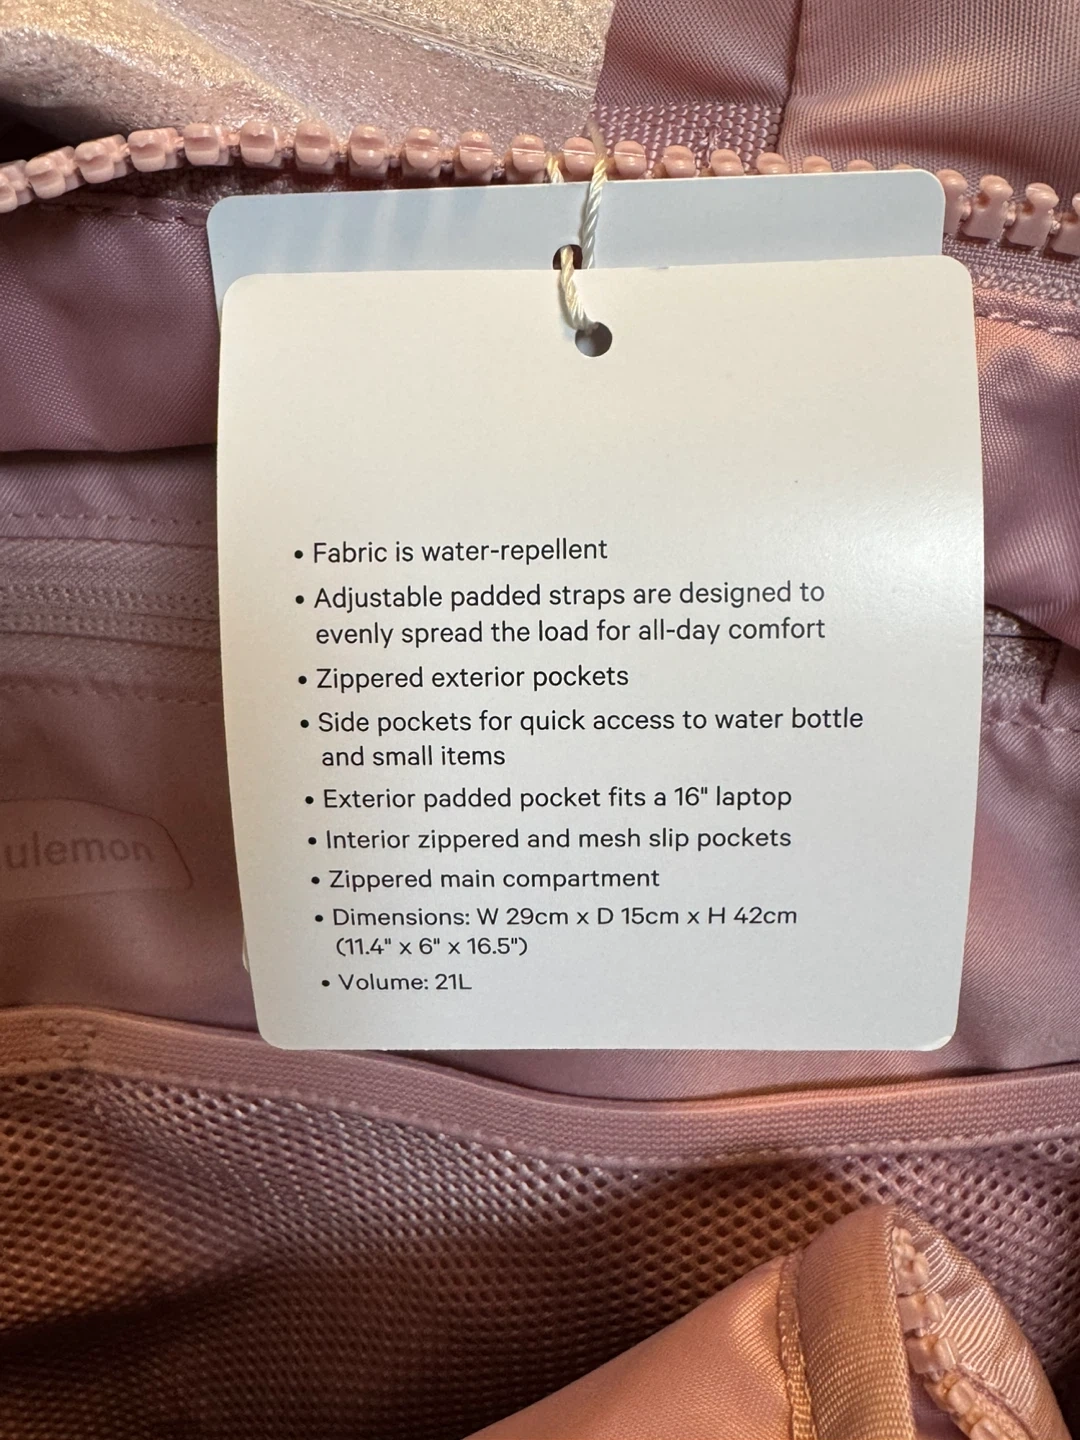 • Fabric is water-repellent
• Adjustable padded straps are designed to
evenly spread the load for all-day comfort
• Zippered exterior pockets
• Side pockets for quick access to water bottle
and small items
• Exterior padded pocket fits a 16" laptop
• Interior zippered and mesh slip pockets
ulemon
• Zippered main compartment
• Dimensions: W 29cm x D 15cm x H 42cm
(11.4" x 6" x 16.5")
• Volume: 21L